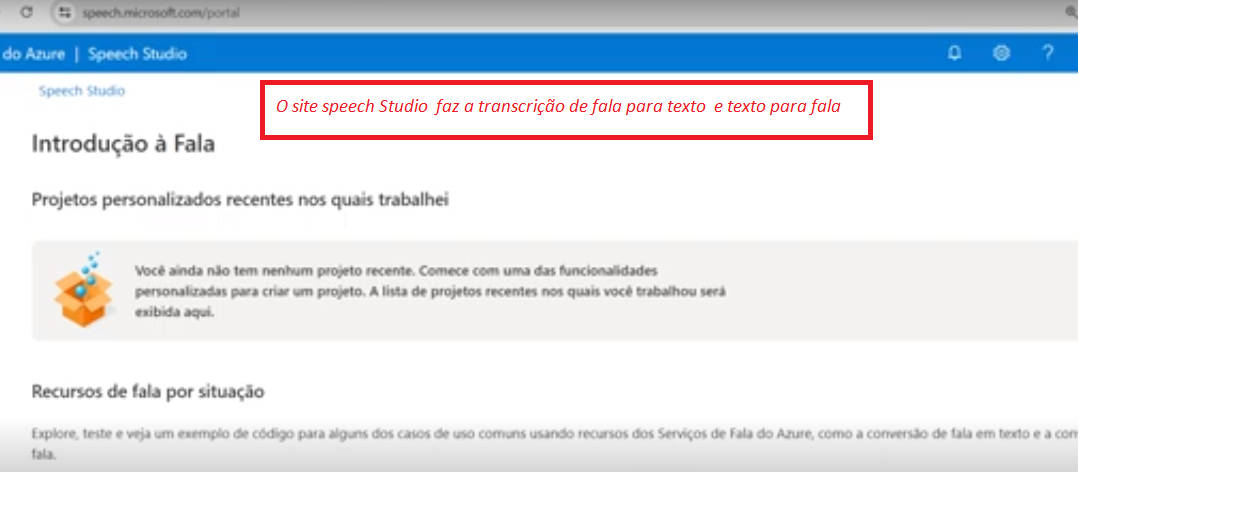 speech.microsoft.com/portal
do Azure | Speech Studio
?
Speech Studio
O site speech Studio faz a transcrição de fala para texto e texto para fala
Introdução à Fala
Projetos personalizados recentes nos quais trabalhei
Você ainda não tem nenhum projeto recente. Comece com uma das funcionalidades
personalizadas para criar um projeto. A lista de projetos recentes nos quais você trabalhou será
exibida aqui.
Recursos de fala por situação
Explore, teste e veja um exemplo de código para alguns dos casos de uso comuns usando recursos dos Serviços de Fala do Azure, como a conversão de fala em texto e a con
fala.